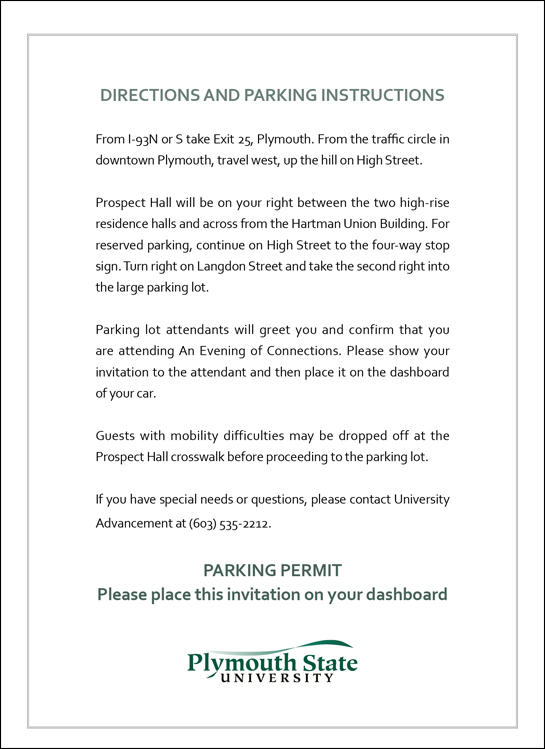 DIRECTIONS AND PARKING INSTRUCTIONS
From I-93N or S take Exit 25, Plymouth. From the traffic circle in
downtown Plymouth, travel west, up the hill on High Street.
Prospect Hall will be on your right between the two high-rise
residence halls and across from the Hartman Union Building. For
reserved parking, continue on High Street to the four-way stop
sign. Turn right on Langdon Street and take the second right into
the large parking lot.
Parking lot attendants will greet you and confirm that you
are attending An Evening of Connections. Please show your
invitation to the attendant and then place it on the dashboard
of your car.
Guests with mobility difficulties may be dropped off at the
Prospect Hall crosswalk before proceeding to the parking lot.
If you have special needs or questions, please contact University
Advancement at (603) 535-2212.
PARKING PERMIT
Please place this invitation on your dashboard
Plymouth State
UNIVERSITY